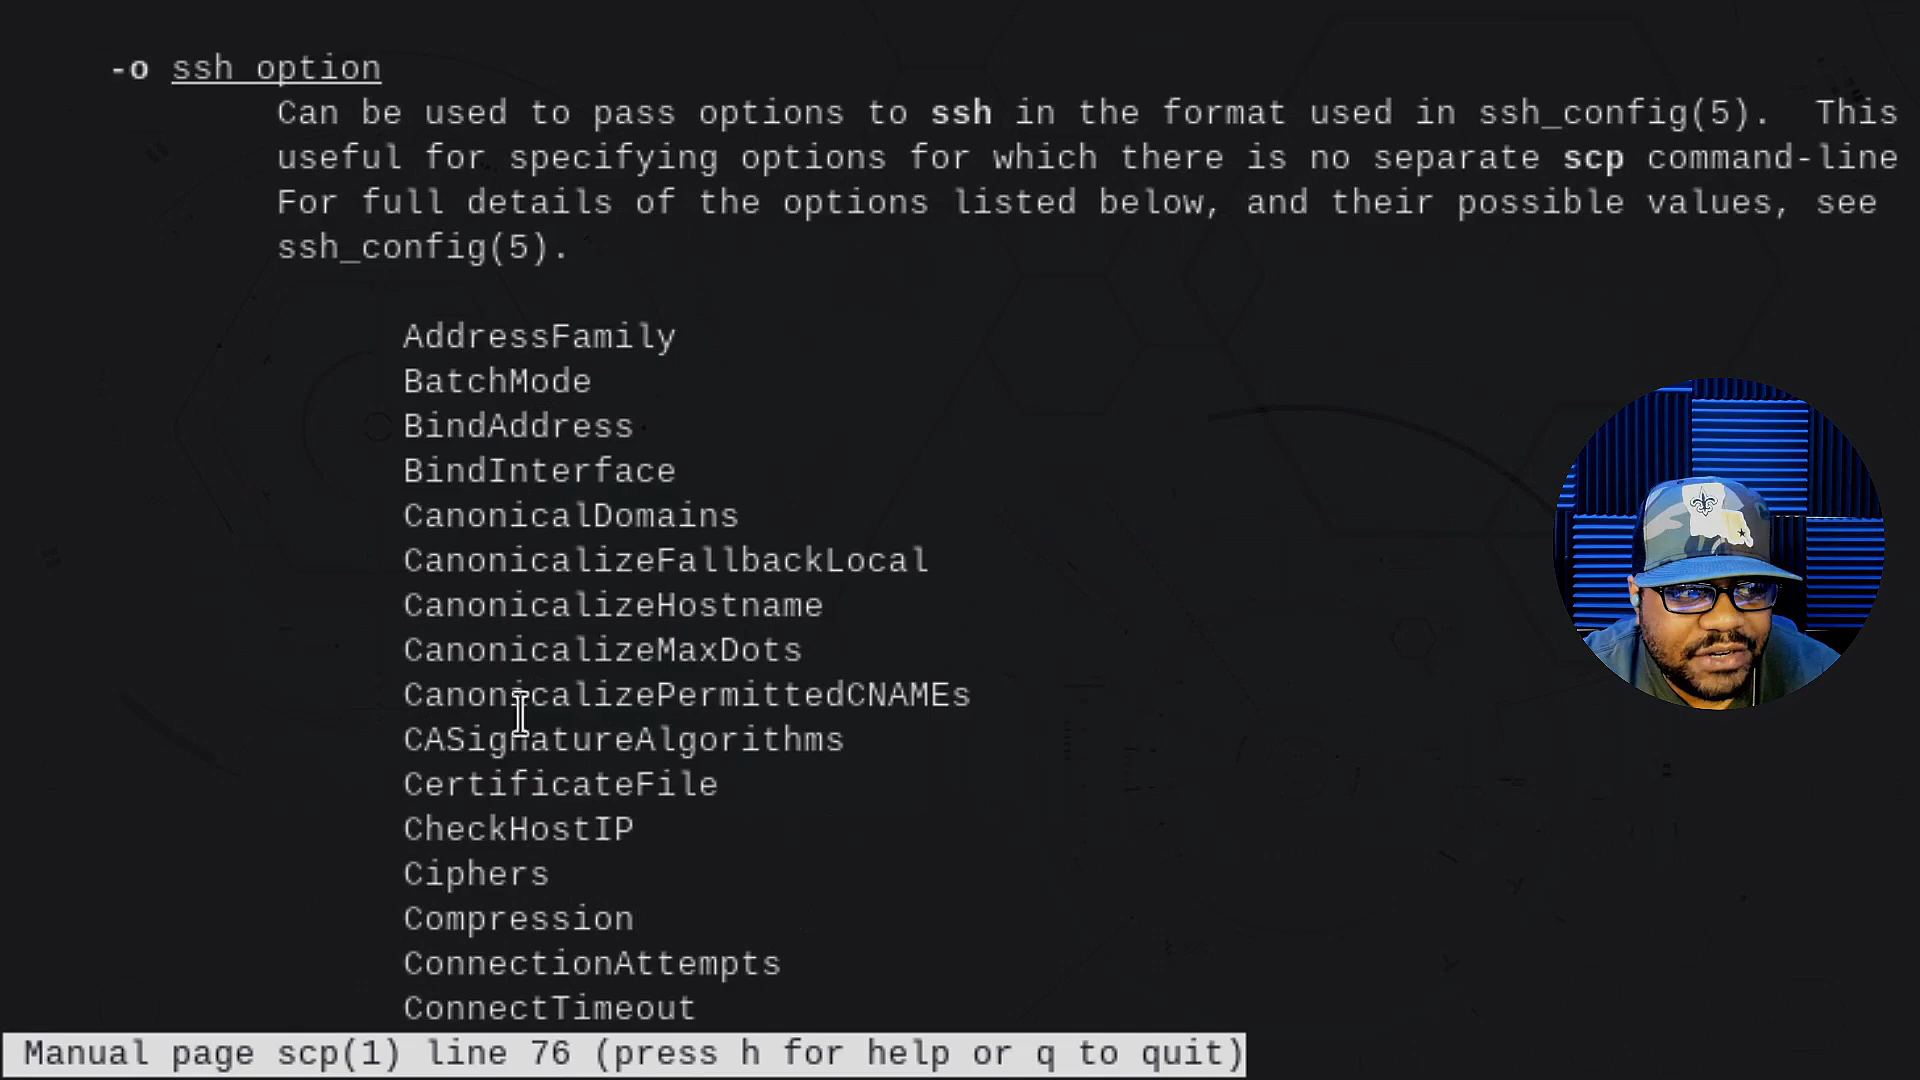 -o ssh_option
Can be used to pass options to ssh in the format used in ssh_config(5).  This
useful for specifying options for which there is no separate scp command-line
For full details of the options listed below, and their possible values, see
ssh_config(5).
AddressFamily
BatchMode
BindAddress
BindInterface
CanonicalDomains
CanonicalizeFallbackLocal
CanonicalizeHostname
CanonicalizeMaxDots
CanonicalizePermittedCNAMEs
CASignatureAlgorithms
CertificateFile
CheckHostIP
Ciphers
Compression
ConnectionAttempts
ConnectTimeout
Manual page scp(1) line 76 (press h for help or q to quit)